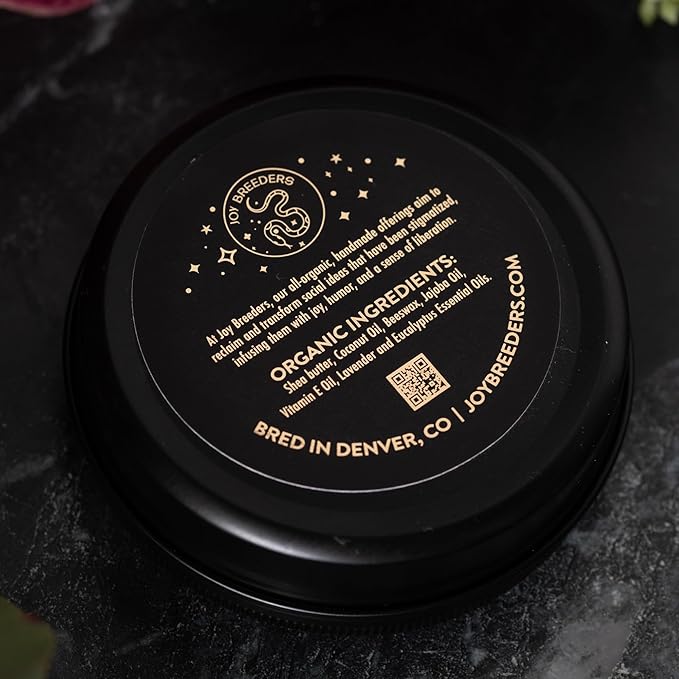 JOY BREEDERS
At Joy Breeders, our all-organic, handmade offerings aim to
reclaim and transform social ideas that have been stigmatized,
infusing them with joy, humor, and a sense of liberation.
ORGANIC INGREDIENTS:
Shea butter, Coconut Oil, Beeswax, Jojoba Oil,
Vitamin E Oil, Lavender and Eucalyptus Essential Oils.
BRED IN DENVER, CO | JOYBREEDERS.COM